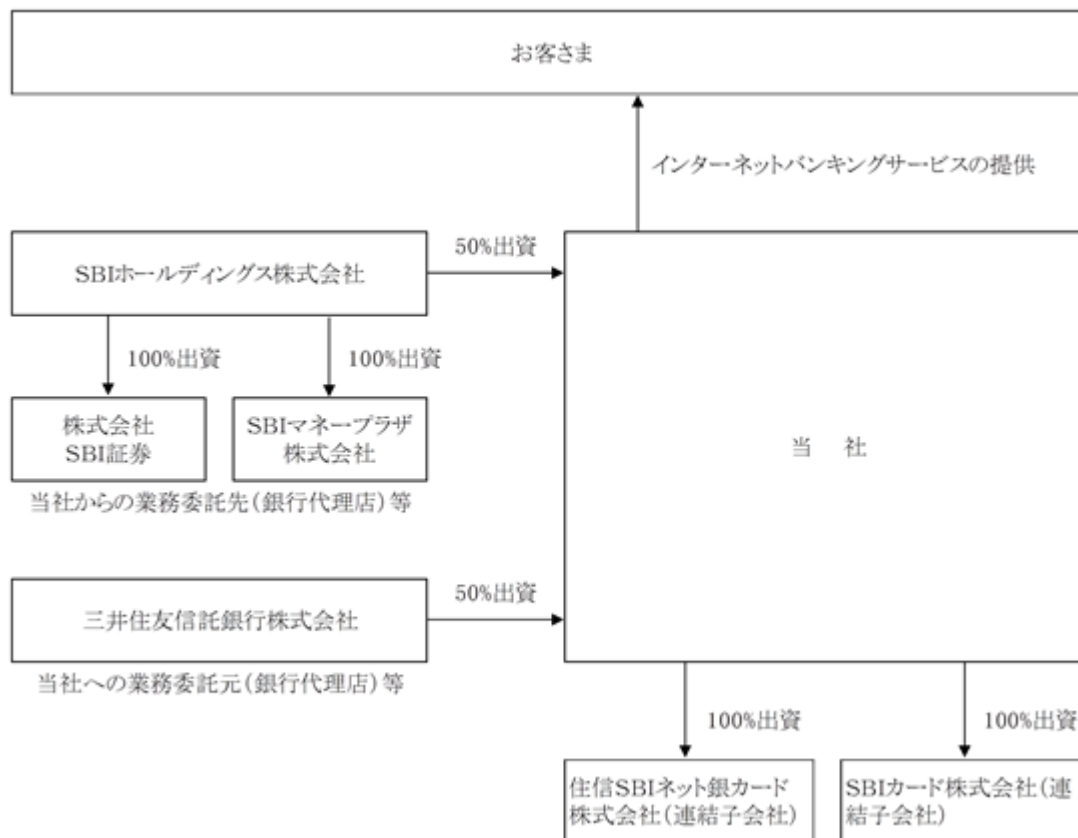 お客さま
インターネットバンキングサービスの提供
SBIホールディングス株式会社
50%出資
100%出資
100%出資
株式会社
SBI証券
SBIマネープラザ
株式会社
当社からの業務委託先(銀行代理店)等
当　社
三井住友信託銀行株式会社
50%出資
当社への業務委託元(銀行代理店)等
100%出資
100%出資
住信SBIネット銀カード
株式会社(連結子会社)
SBIカード株式会社(連
結子会社)